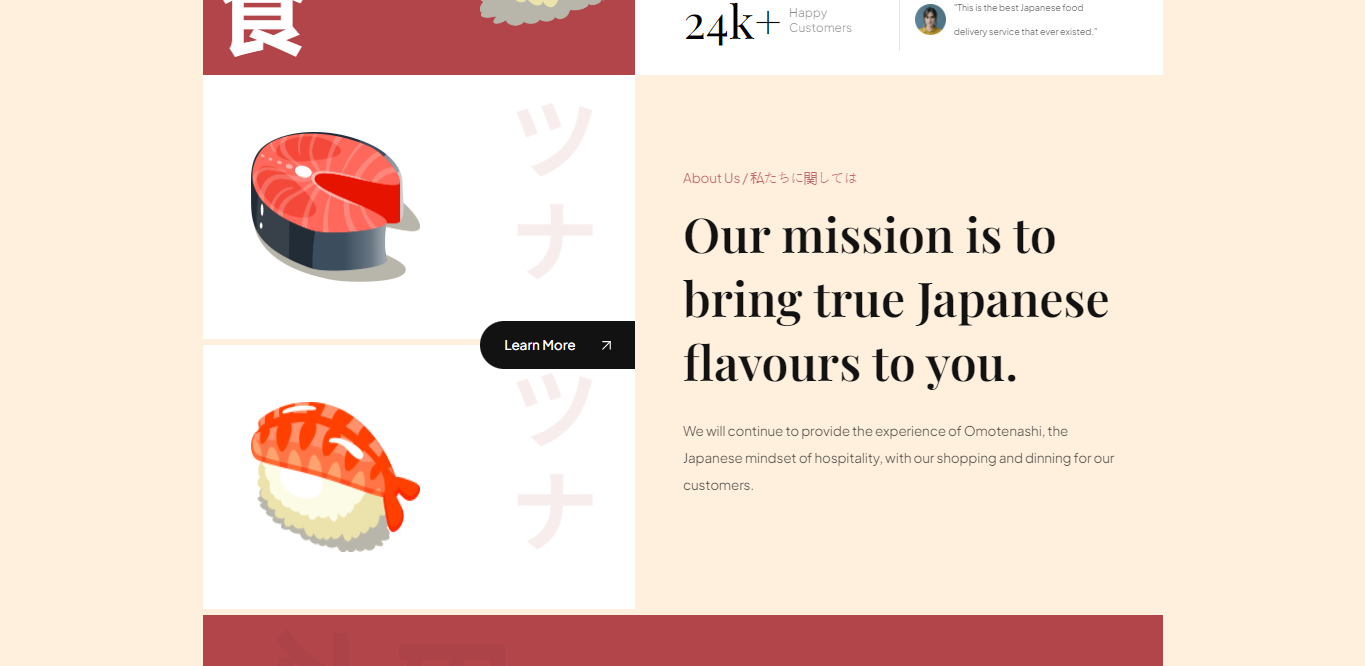 食
24k+
Happy
Customers
"This is the best Japanese food
delivery service that ever existed."
ツ
ナ
Learn More
ツ
ナ
About Us / 私たちに関しては
Our mission is to
bring true Japanese
flavours to you.
We will continue to provide the experience of Omotenashi, the
Japanese mindset of hospitality, with our shopping and dinning for our
customers.